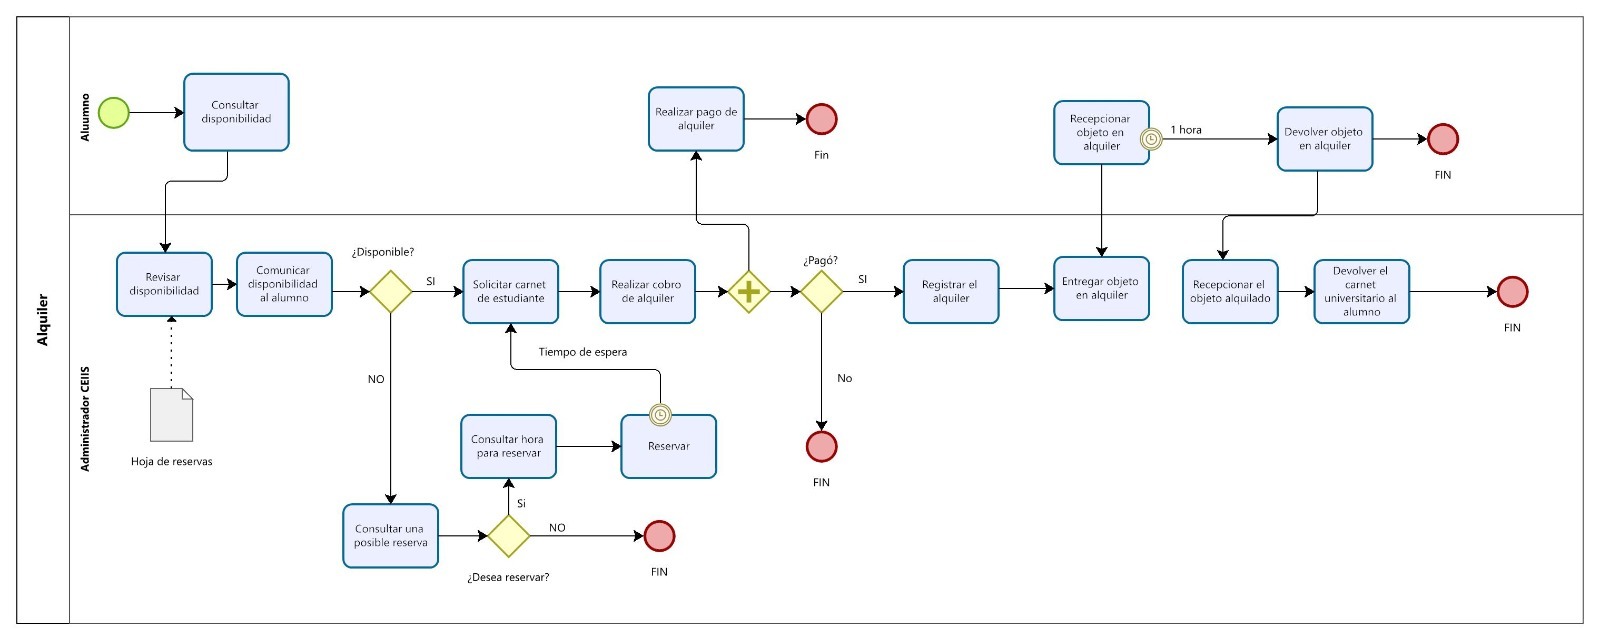 Alquiler
Aluumno
Consultar
disponibilidad
Realizar pago de
alquiler
Fin
Recepcionar
objeto en
alquiler
1 hora
Devolver objeto
en alquiler
FIN
Administrador CEIIS
Revisar
disponibilidad
Comunicar
disponibilidad
al alumno
¿Disponible?
SI
Solicitar carnet
de estudiante
Realizar cobro
de alquiler
¿Pagó?
SI
Registrar el
alquiler
Entregar objeto
en alquiler
Recepcionar el
objeto alquilado
Devolver el
carnet
universitario al
alumno
FIN
Tiempo de espera
NO
No
Hoja de reservas
Consultar hora
para reservar
Reservar
FIN
Si
Consultar una
posible reserva
NO
¿Desea reservar?
FIN